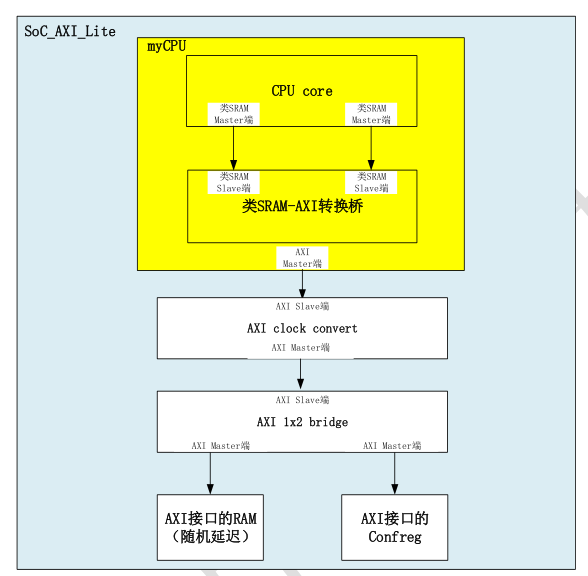 SoC_AXI_Lite
myCPU
CPU core
类SRAM
Master端
类SRAM
Master端
类SRAM
Slave端
类SRAM
Slave端
类SRAM-AXI转换桥
AXI
Master端
AXI Slave端
AXI clock convert
AXI Master端
AXI Slave端
AXI 1x2 bridge
AXI Master端
AXI Master端
AXI接口的RAM
（随机延迟）
AXI接口的
Confreg